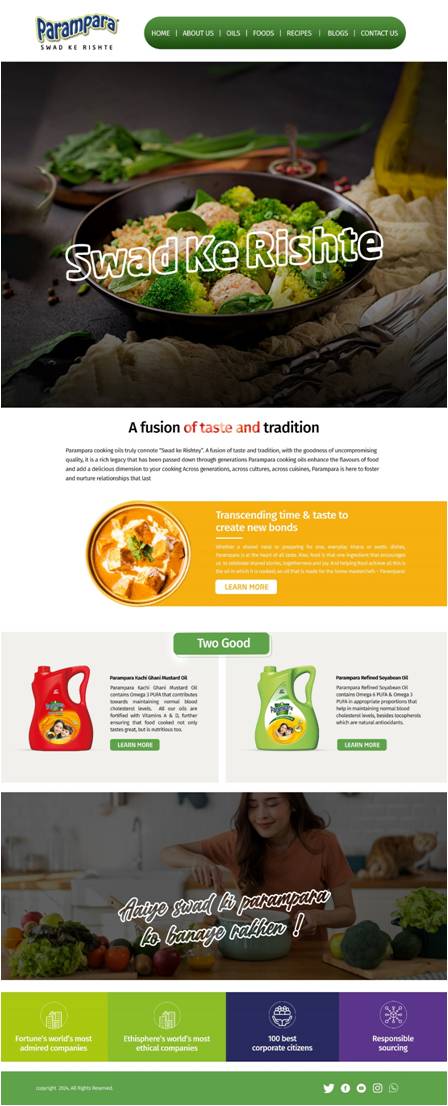 Parampara
SWAD KE RISHTE
HOME | ABOUT US | OILS | FOODS | RECIPES | BLOGS | CONTACT US
Swad Ke Rishte
A fusion of taste and tradition
Parampara cooking oils truly connote "Swad ke Rishtey". A fusion of taste and tradition, with the goodness of uncompromising
quality, it is a rich legacy that has been passed down through generations Parampara cooking oils enhance the flavours of food
and add a delicious dimension to your cooking Across generations, across cultures, across cuisines, Parampara is here to foster
and nurture relationships that last
Transcending time & taste to
create new bonds
Whether a shared meal or preparing for one, everyday khana or exotic dishes,
Parampara is at the heart of all taste. Also, food is that one ingredient that encourages
us to celebrate shared stories, togetherness and joy. And helping food achieve all this is
the oil in which it is cooked, an oil that is made for the home masterchefs - Parampara!
LEARN MORE
Two Good
Parampara Kachi Ghani Mustard Oil
Parampara Kachi Ghani Mustard Oil
contains Omega 3 PUFA that contributes
towards maintaining normal blood
cholesterol levels. All our oils are
fortified with Vitamins A & D, further
ensuring that food cooked not only
tastes great, but is nutritious too.
LEARN MORE
Parampara
Parampara Refined Soyabean Oil
Parampara Refined Soyabean Oil
contains Omega-6 PUFA & Omega 3
PUFA in appropriate proportions that
help in maintaining normal blood
cholesterol levels, besides tocopherols
which are natural antioxidants.
LEARN MORE
Parampara
Aaiye swad ki parampara
ko banaye rakhen !
Fortune's world's most
admired companies
Ethisphere's world's most
ethical companies
100 best
corporate citizens
Responsible
sourcing
copyright 2024, All Rights Reserved.